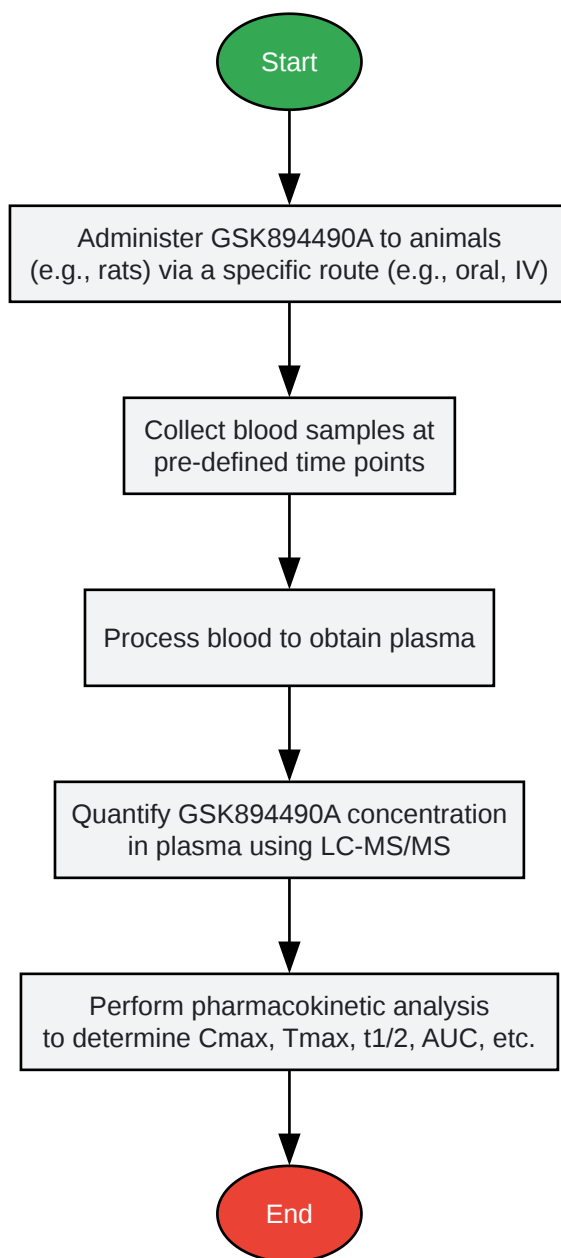 Start
Administer GSK894490A to animals
(e.g., rats) via a specific route (e.g., oral, IV)
Collect blood samples at
pre-defined time points
Process blood to obtain plasma
Quantify GSK894490A concentration
in plasma using LC-MS/MS
Perform pharmacokinetic analysis
to determine Cmax, Tmax, t1/2, AUC, etc.
End